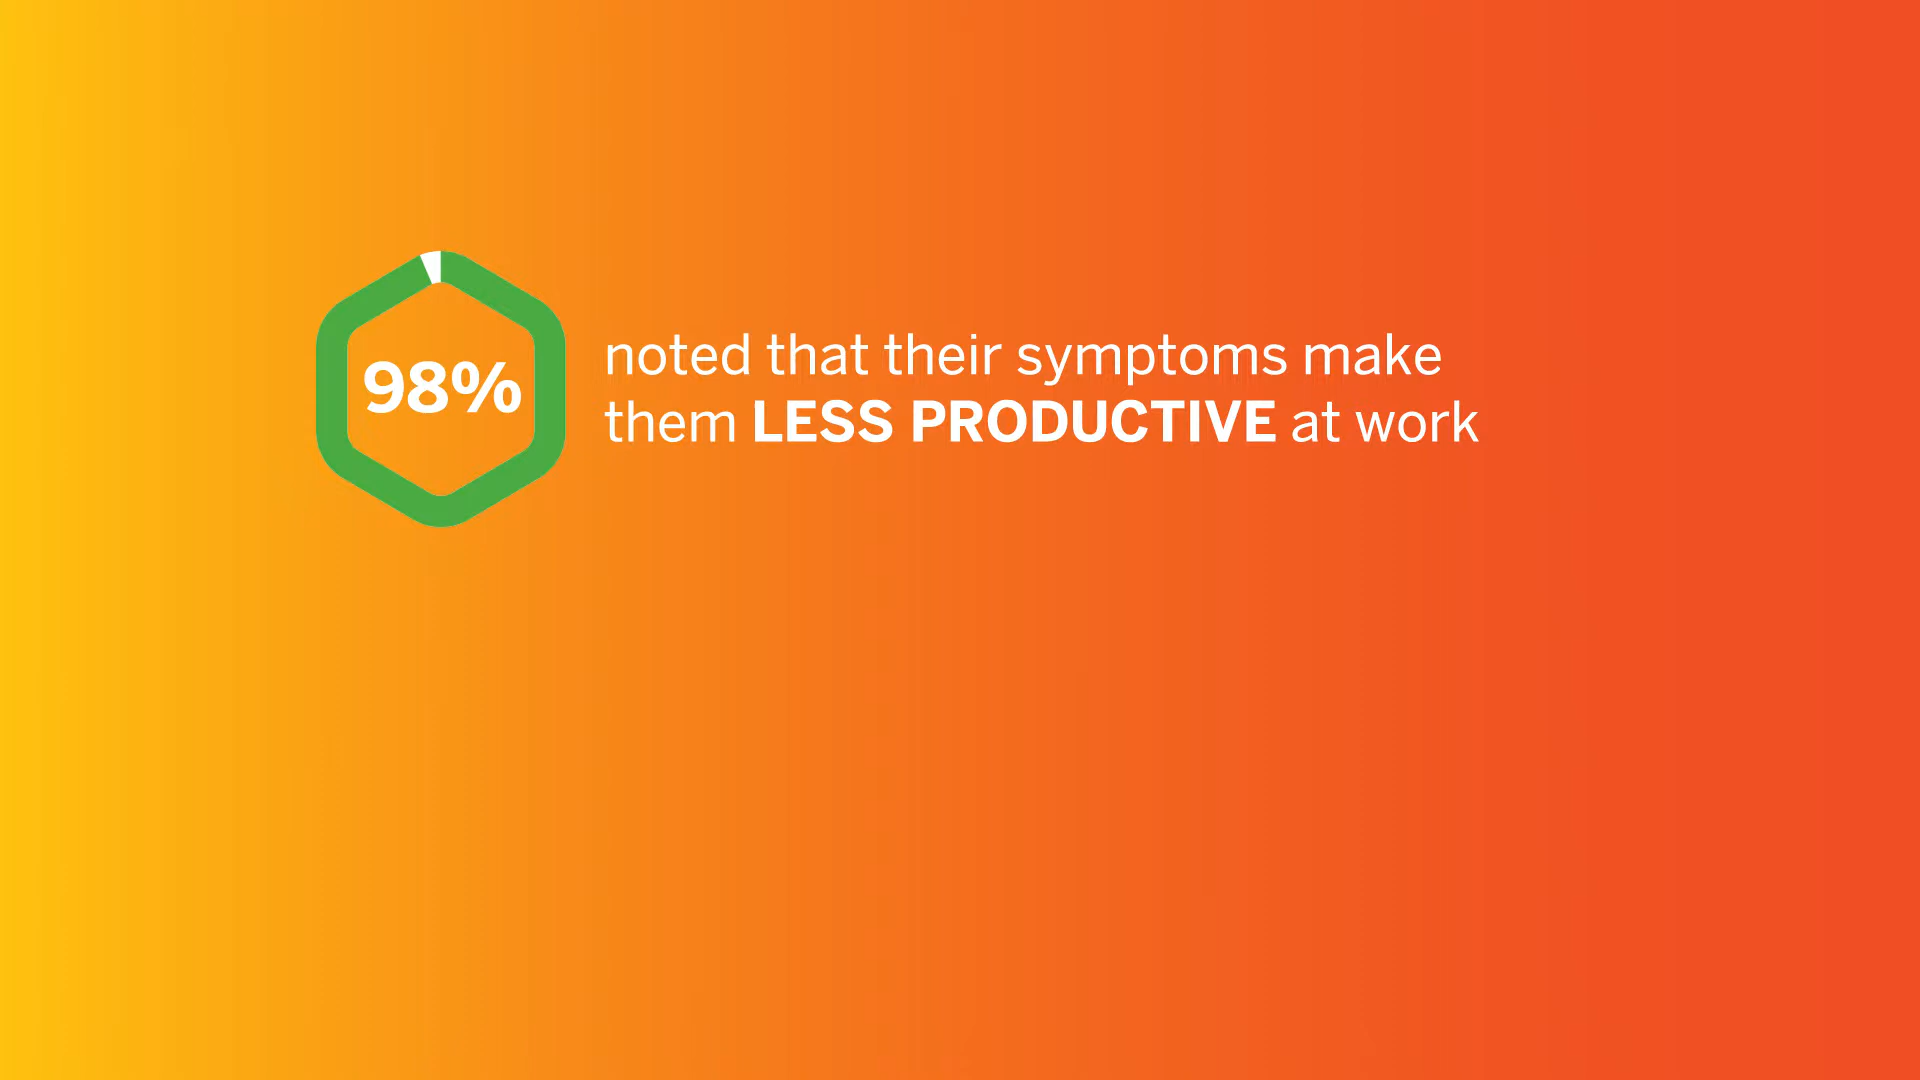 98%
noted that their symptoms make
them LESS PRODUCTIVE at work